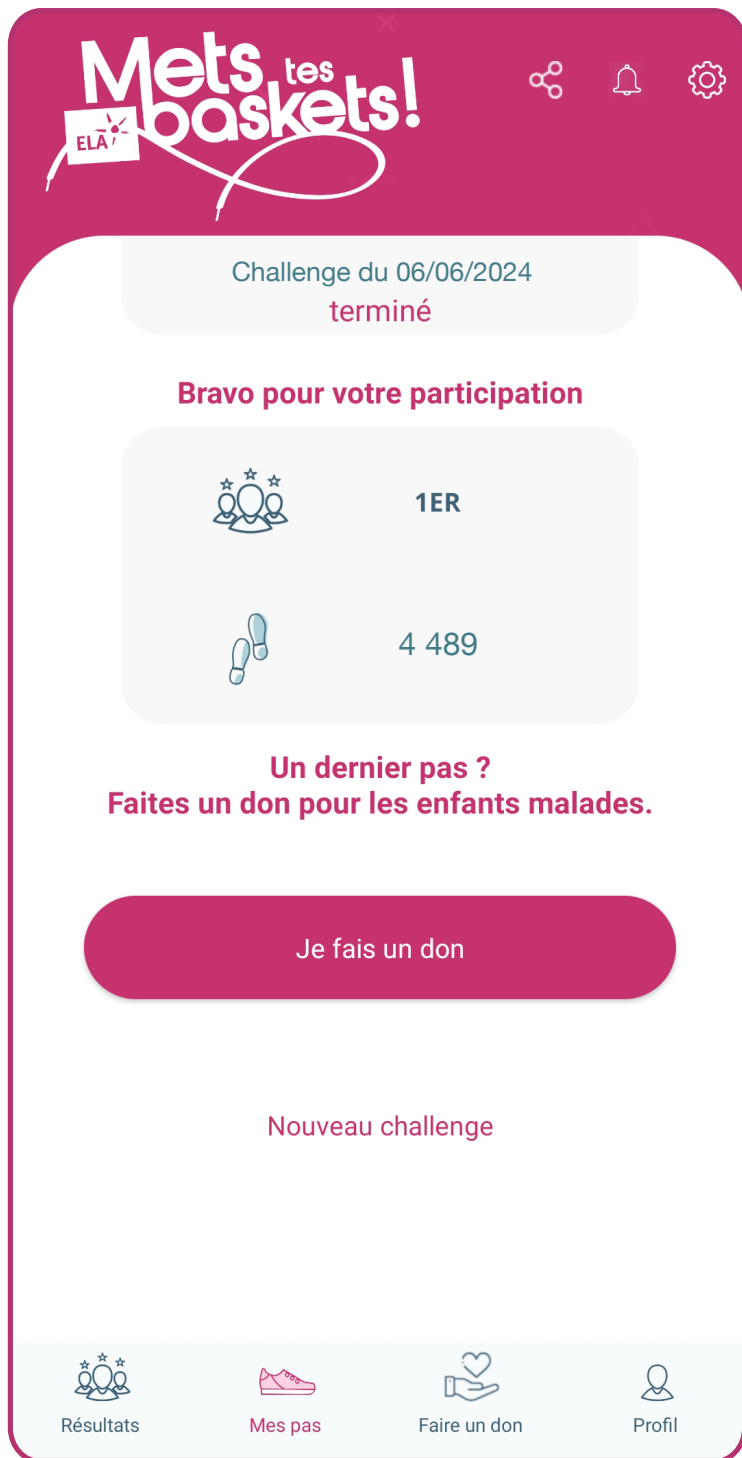 Mets tes
baskets!
ELA
Challenge du 06/06/2024
terminé
Bravo pour votre participation
1ER
4 489
Un dernier pas ?
Faites un don pour les enfants malades.
Je fais un don
Nouveau challenge
Résultats
Mes pas
Faire un don
Profil